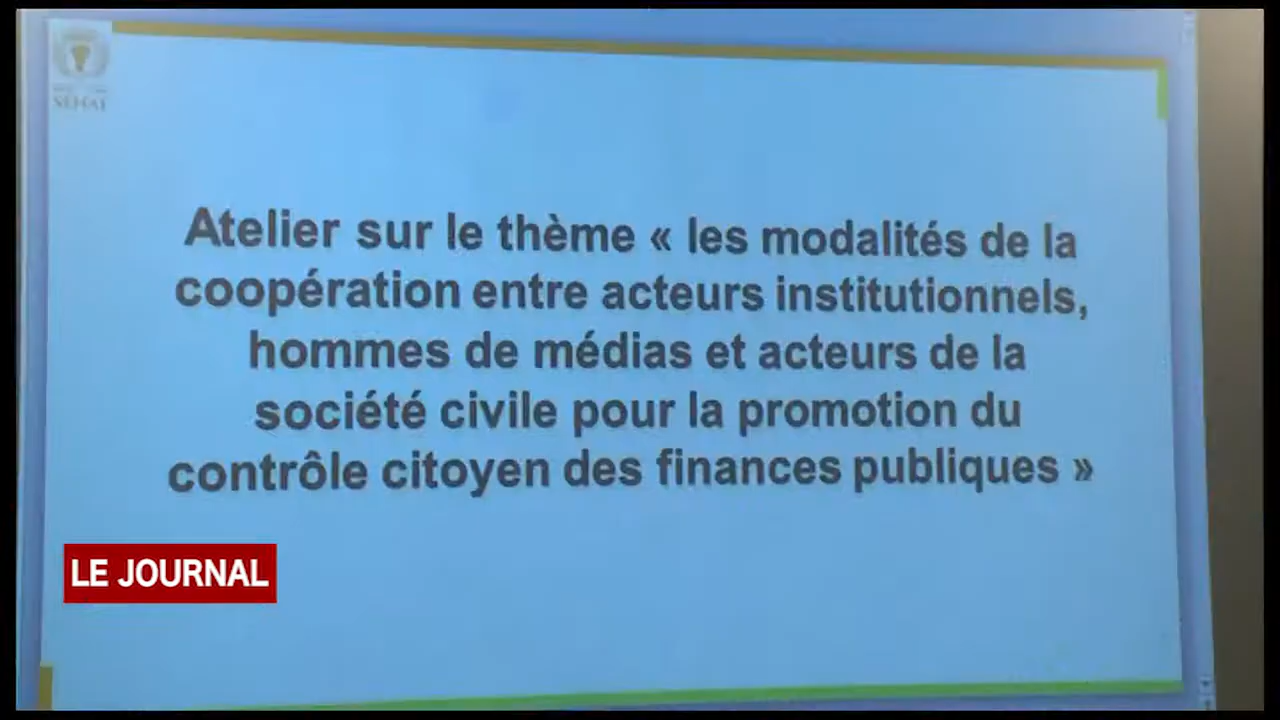 Atelier sur le thème « les modalités de la
coopération entre acteurs institutionnels,
hommes de médias et acteurs de la
société civile pour la promotion du
contrôle citoyen des finances publiques »
LE JOURNAL